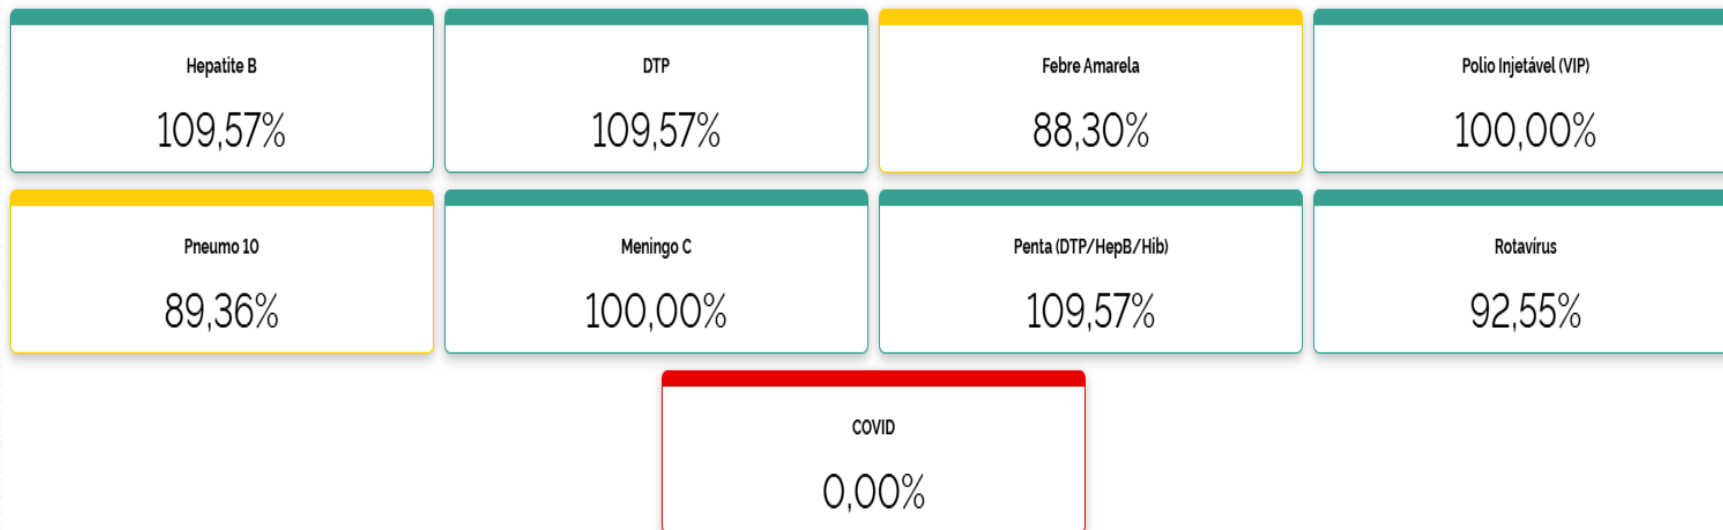 Hepatite B
109,57%
DTP
109,57%
Febre Amarela
88,30%
Polio Injetável (VIP)
100,00%
Pneumo 10
89,36%
Meningo C
100,00%
Penta (DTP/HepB/Hib)
109,57%
Rotavírus
92,55%
COVID
0,00%